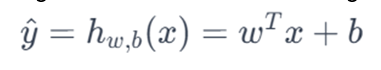 ŷ = h_{w,b}(x) = w^T x + b